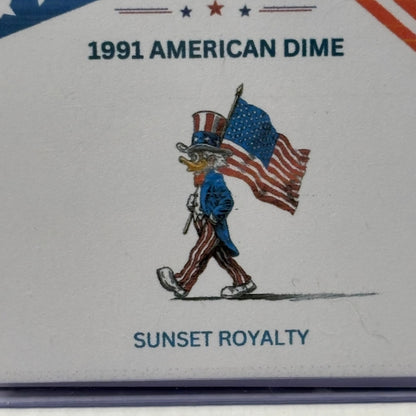 1991 AMERICAN DIME
SUNSET ROYALTY